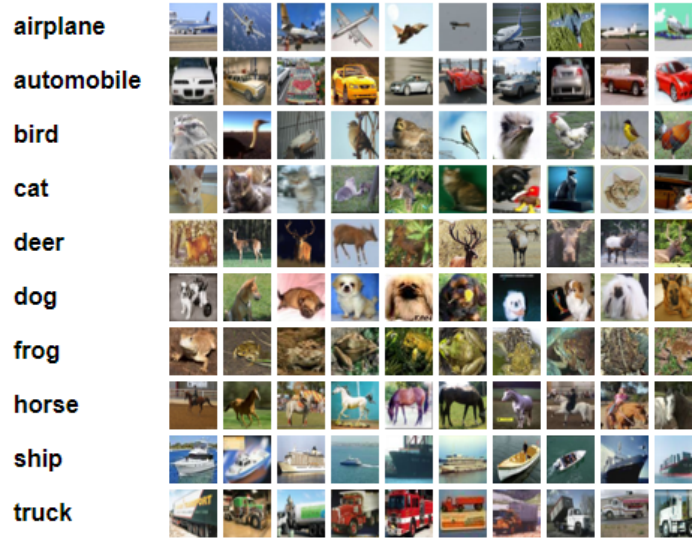 airplane
automobile
bird
cat
deer
dog
frog
horse
ship
truck